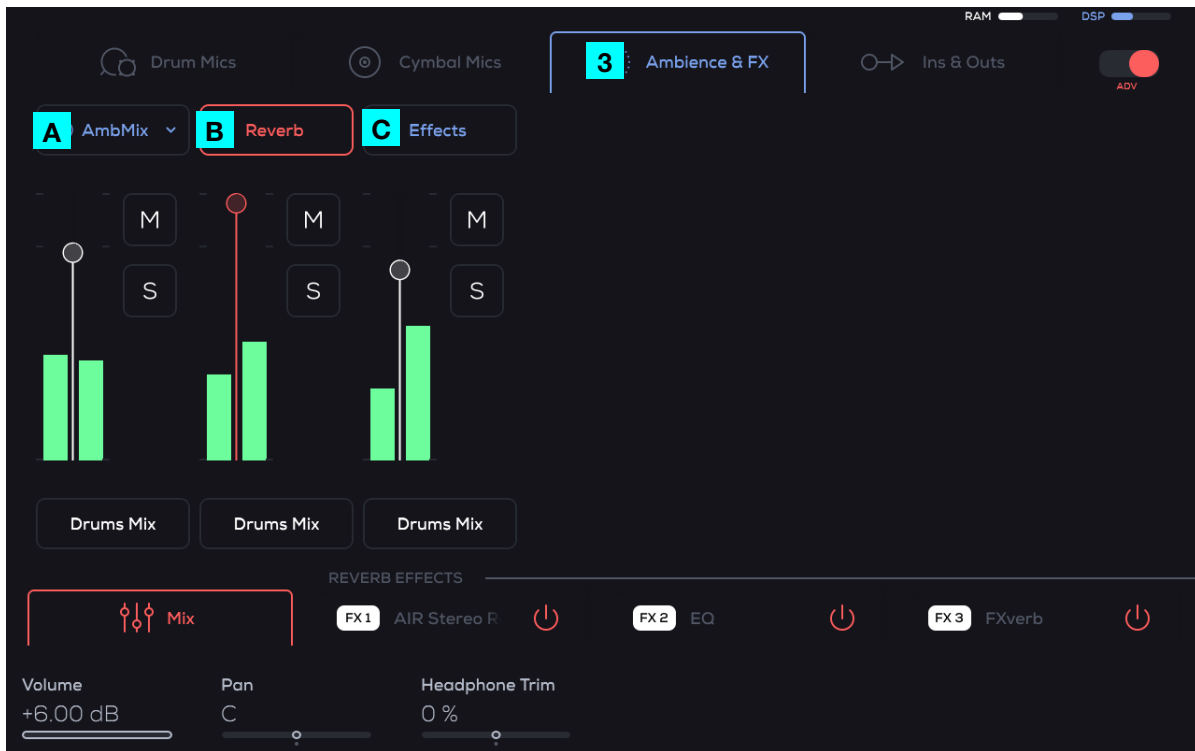 RAM DSP
Drum Mics Cymbal Mics 3 Ambience & FX Ins & Outs
ADV
A AmbMix B Reverb C Effects
M M M
S S S
Drums Mix Drums Mix Drums Mix
REVERB EFFECTS
Mix FX 1 AIR Stereo R FX 2 EQ FX 3 FXverb
Volume Pan Headphone Trim
+6.00 dB C 0 %